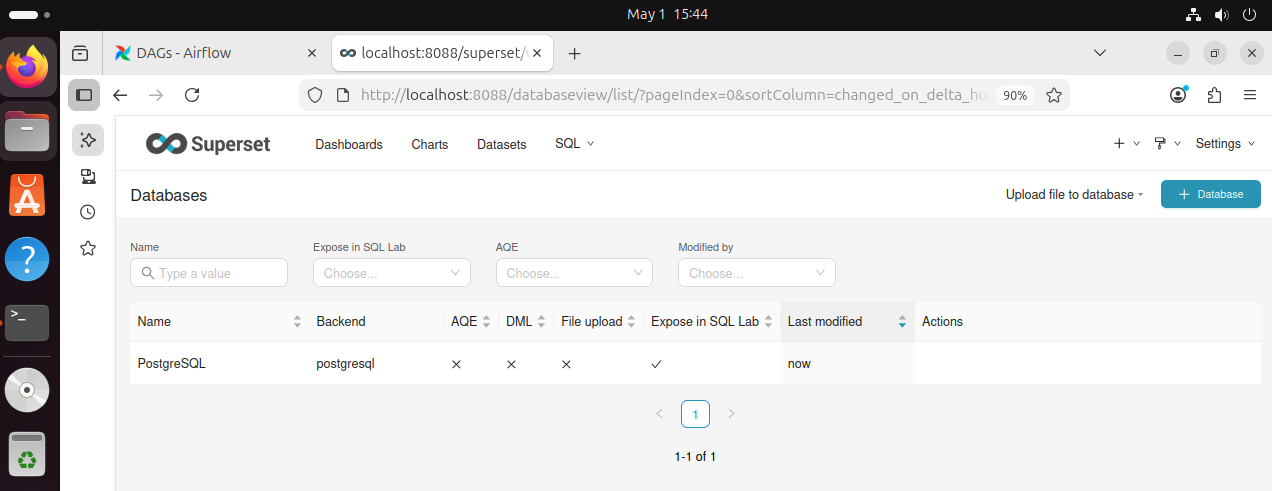 May 1 15:44
DAGs - Airflow
localhost:8088/superset/
http://localhost:8088/databaseview/list/?pageIndex=0&sortColumn=changed_on_delta_hu
90%
Superset
Dashboards
Charts
Datasets
SQL
Settings
Databases
Upload file to database
Database
Name
Expose in SQL Lab
AQE
Modified by
Type a value
Choose...
Choose...
Choose...
Name
Backend
AQE
DML
File upload
Expose in SQL Lab
Last modified
Actions
PostgreSQL
postgresql
now
1
1-1 of 1